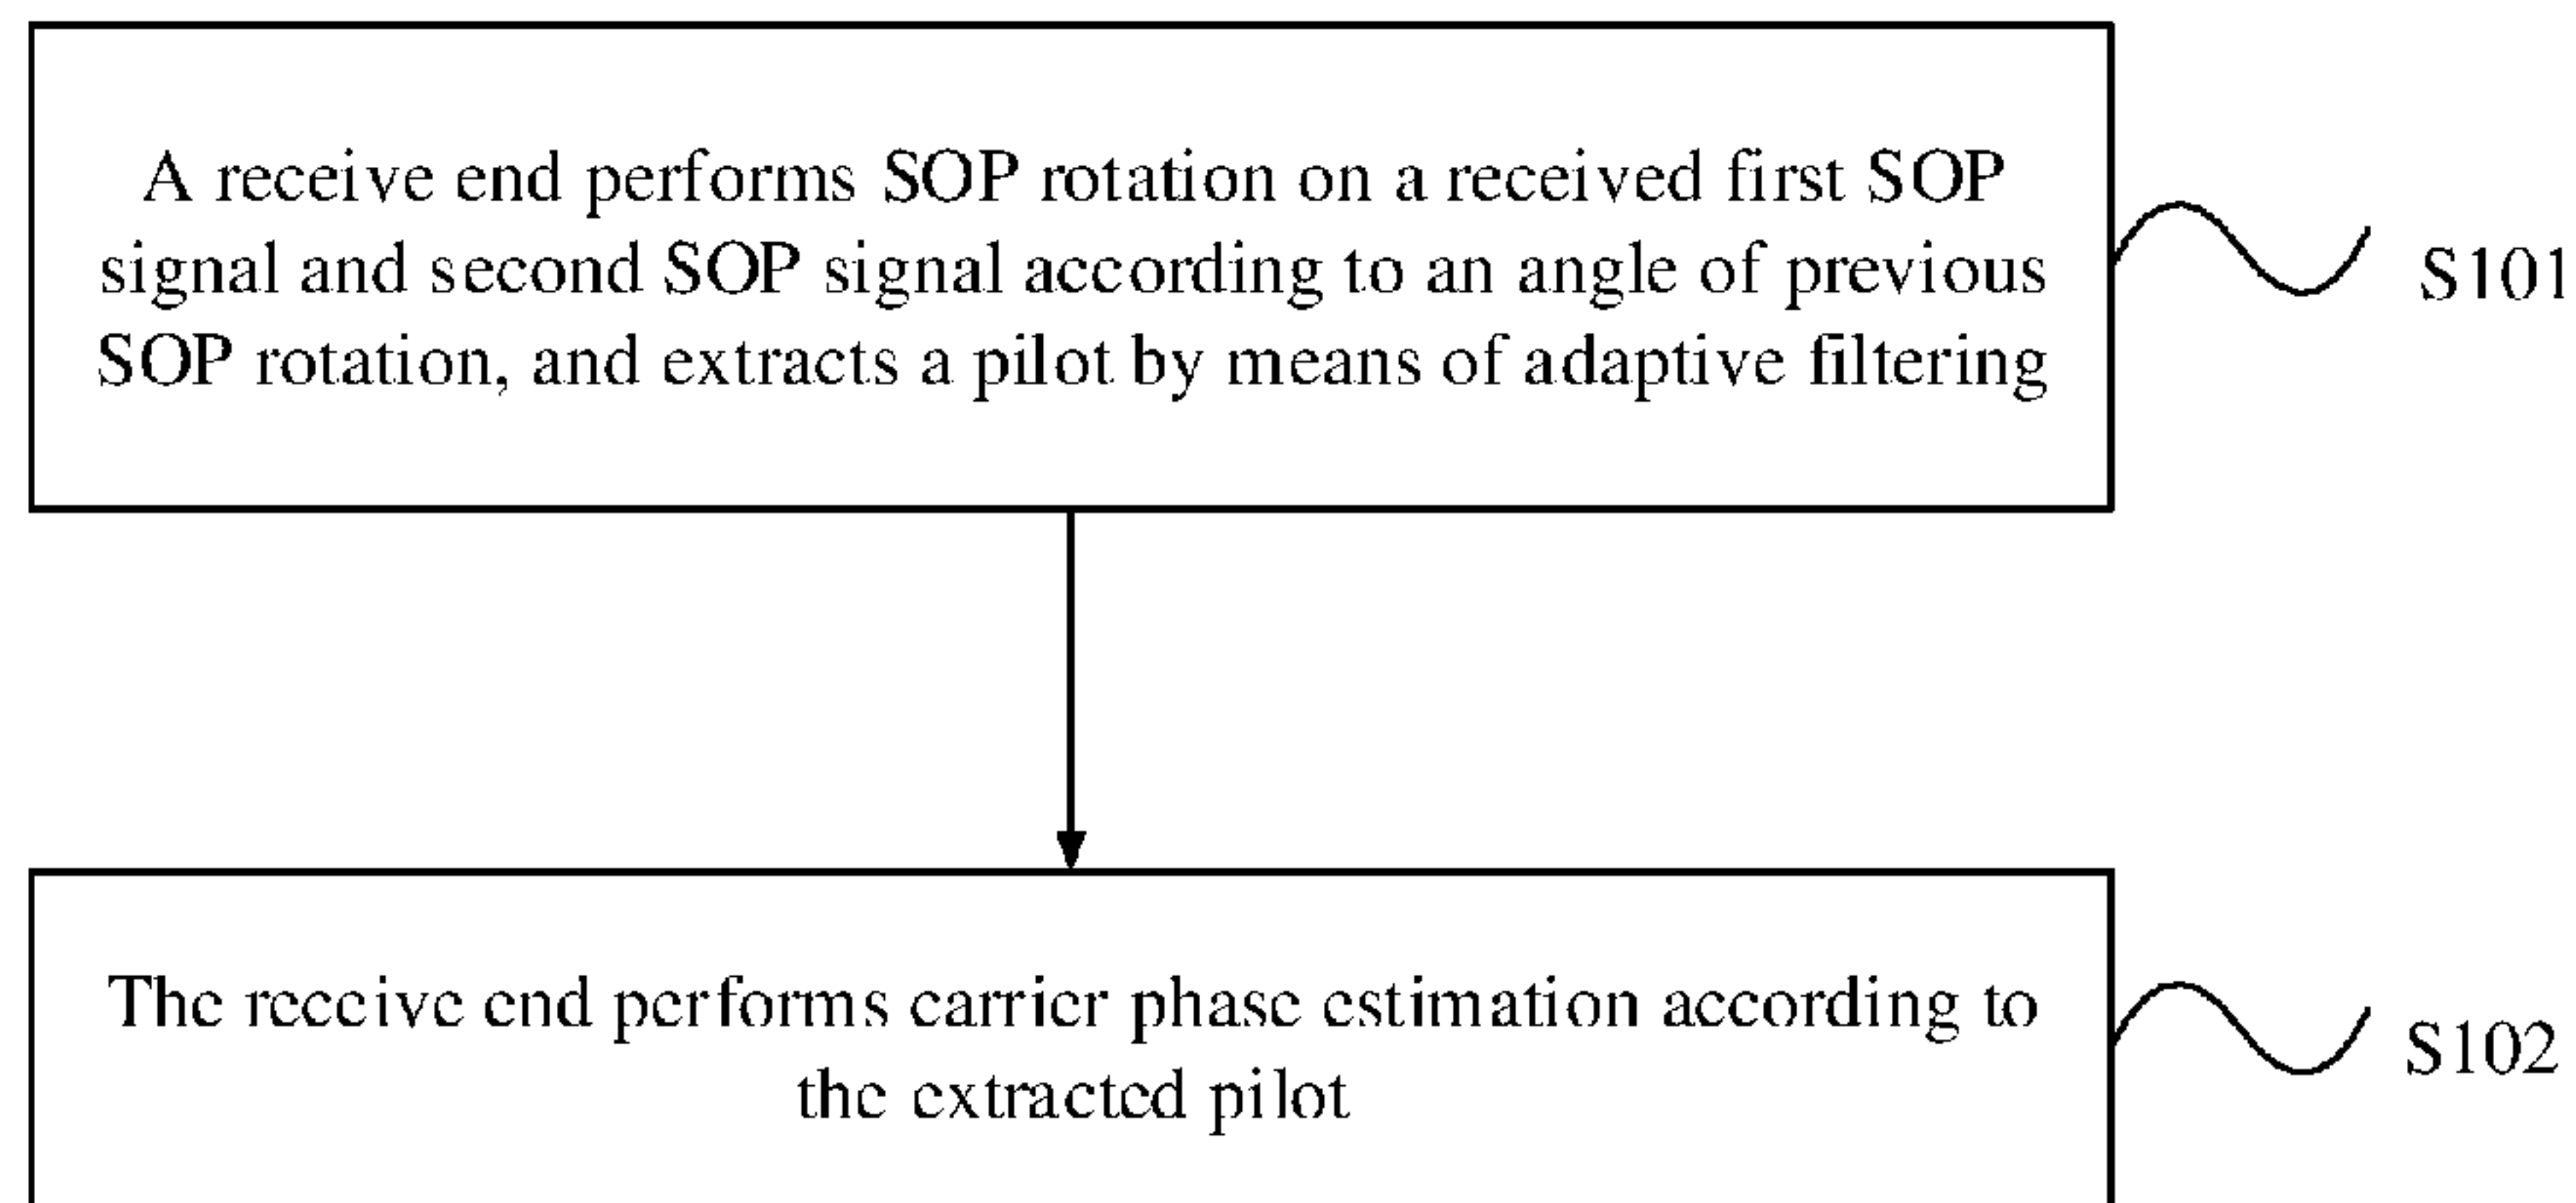 A receive end performs SOP rotation on a received first SOP
signal and second SOP signal according to an angle of previous
SOP rotation, and extracts a pilot by means of adaptive filtering
S101
The receive end performs carrier phase estimation according to
the extracted pilot
S102